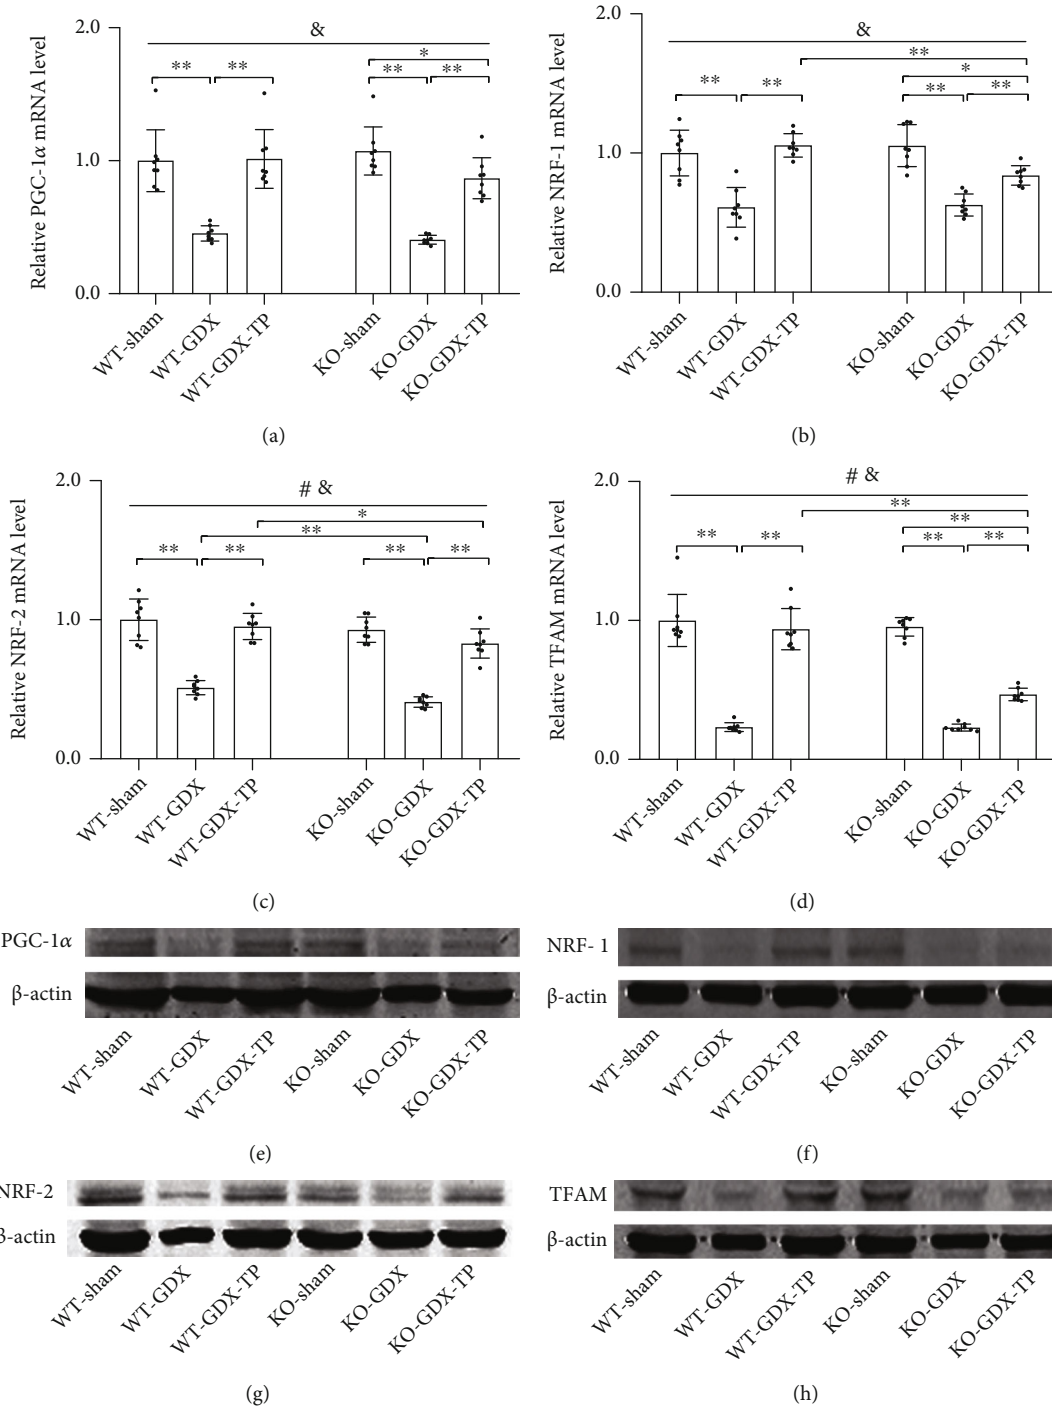 2.0
1.0
0.0
Relative PGC-1α mRNA level
&
*
** ** ** **
WT-sham
WT-GDX
WT-GDX-TP
KO-sham
KO-GDX
KO-GDX-TP
(a)
2.0
1.0
0.0
Relative NRF-1 mRNA level
&
**
*
** ** ** **
WT-sham
WT-GDX
WT-GDX-TP
KO-sham
KO-GDX
KO-GDX-TP
(b)
2.0
1.0
0.0
Relative NRF-2 mRNA level
# &
*
**
** ** ** **
WT-sham
WT-GDX
WT-GDX-TP
KO-sham
KO-GDX
KO-GDX-TP
(c)
2.0
1.0
0.0
Relative TFAM mRNA level
# &
**
**
** ** ** **
WT-sham
WT-GDX
WT-GDX-TP
KO-sham
KO-GDX
KO-GDX-TP
(d)
PGC-1α
β-actin
WT-sham
WT-GDX
WT-GDX-TP
KO-sham
KO-GDX
KO-GDX-TP
(e)
NRF- 1
β-actin
WT-sham
WT-GDX
WT-GDX-TP
KO-sham
KO-GDX
KO-GDX-TP
(f)
NRF-2
β-actin
WT-sham
WT-GDX
WT-GDX-TP
KO-sham
KO-GDX
KO-GDX-TP
(g)
TFAM
β-actin
WT-sham
WT-GDX
WT-GDX-TP
KO-sham
KO-GDX
KO-GDX-TP
(h)